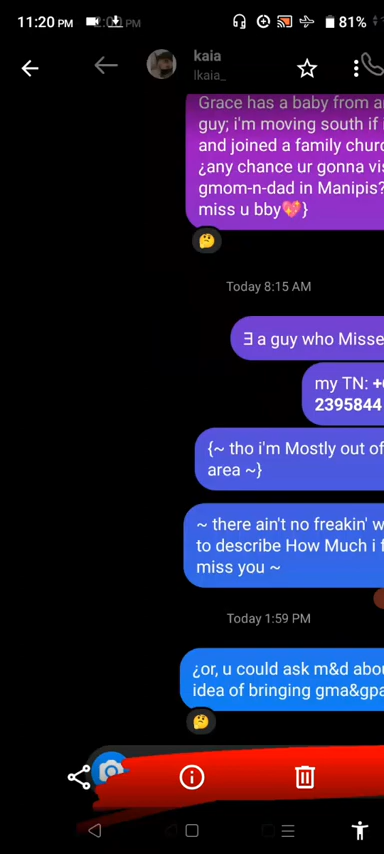 11:20 PM
PM
81%
kaia
lkaia_
Grace has a baby from a
guy; i'm moving south if i
and joined a family chur
¿any chance ur gonna vi
gmom-n-dad in Manipis?
miss u bby💖}
🤔
Today 8:15 AM
∃ a guy who Misse
my TN: +
2395844
{~ tho i'm Mostly out of
area ~}
~ there ain't no freakin' w
to describe How Much i f
miss you ~
Today 1:59 PM
¿or, u could ask m&d abou
idea of bringing gma&gpa
🤔